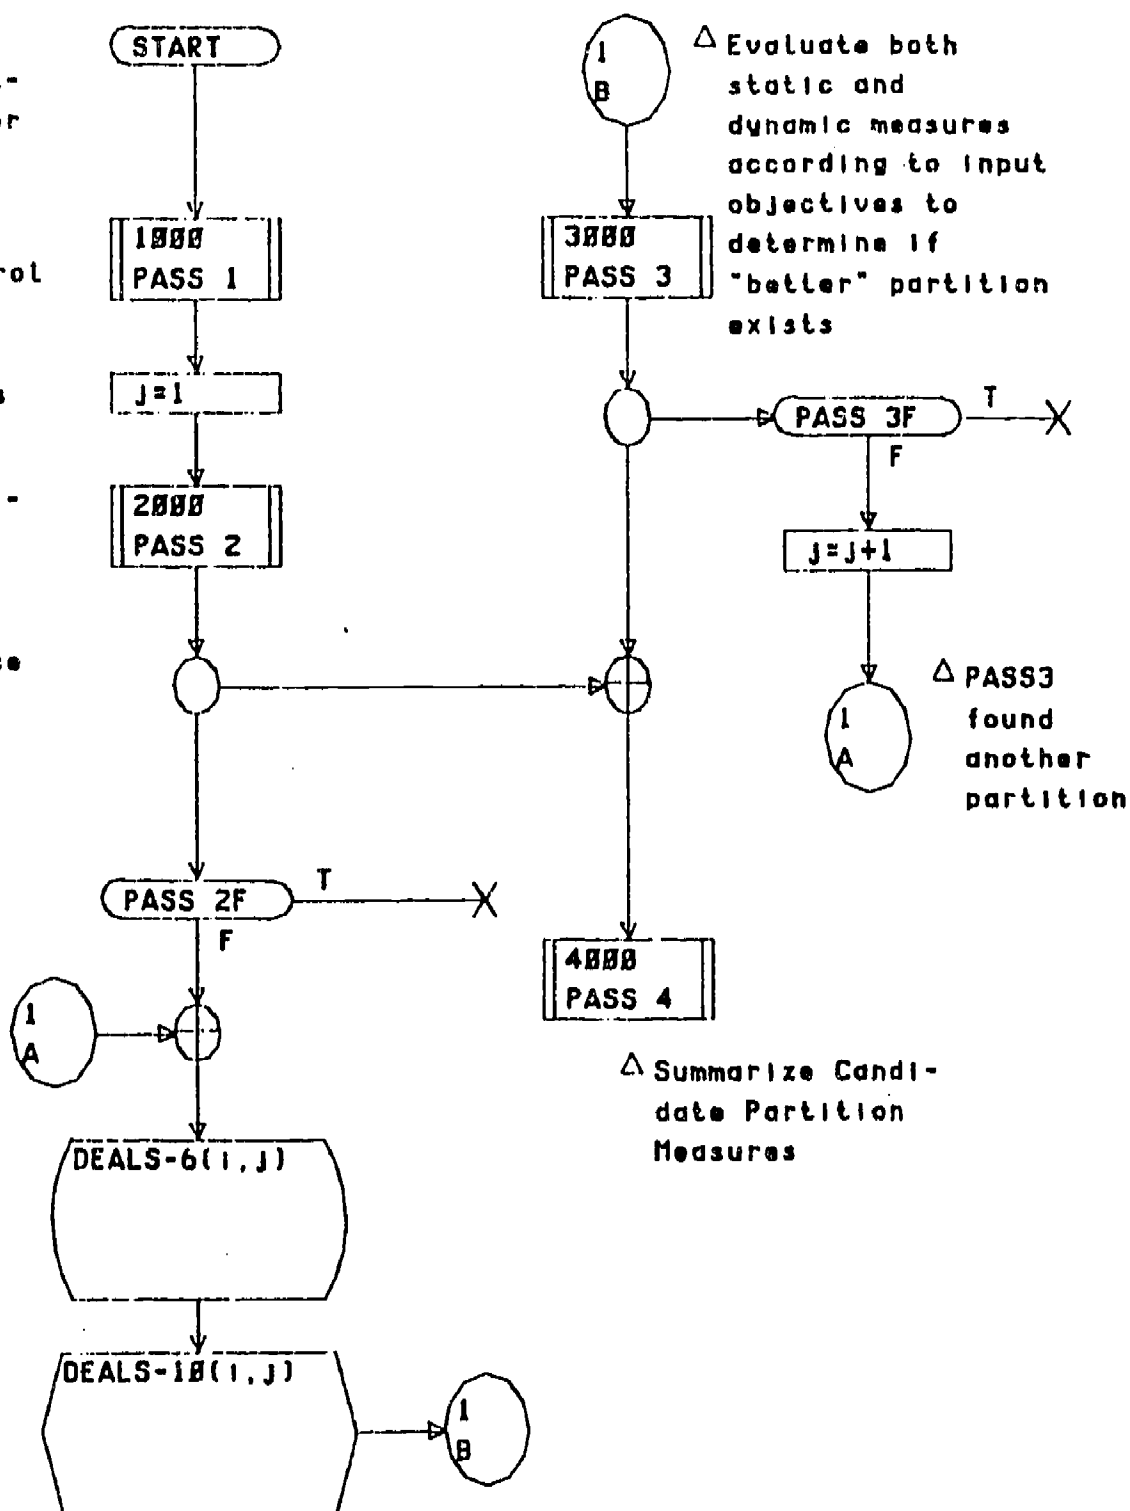 START
1000
PASS 1
j=1
2000
PASS 2
PASS 2F
T
F
1
A
DEALS-6(i,j)
DEALS-10(i,j)
1
B
1
B
Evaluate both
static and
dynamic measures
according to input
objectives to
determine if
"better" partition
exists
3000
PASS 3
PASS 3F
T
F
j=j+1
1
A
PASS3
found
another
partition
4000
PASS 4
Summarize Candi-
date Partition
Measures